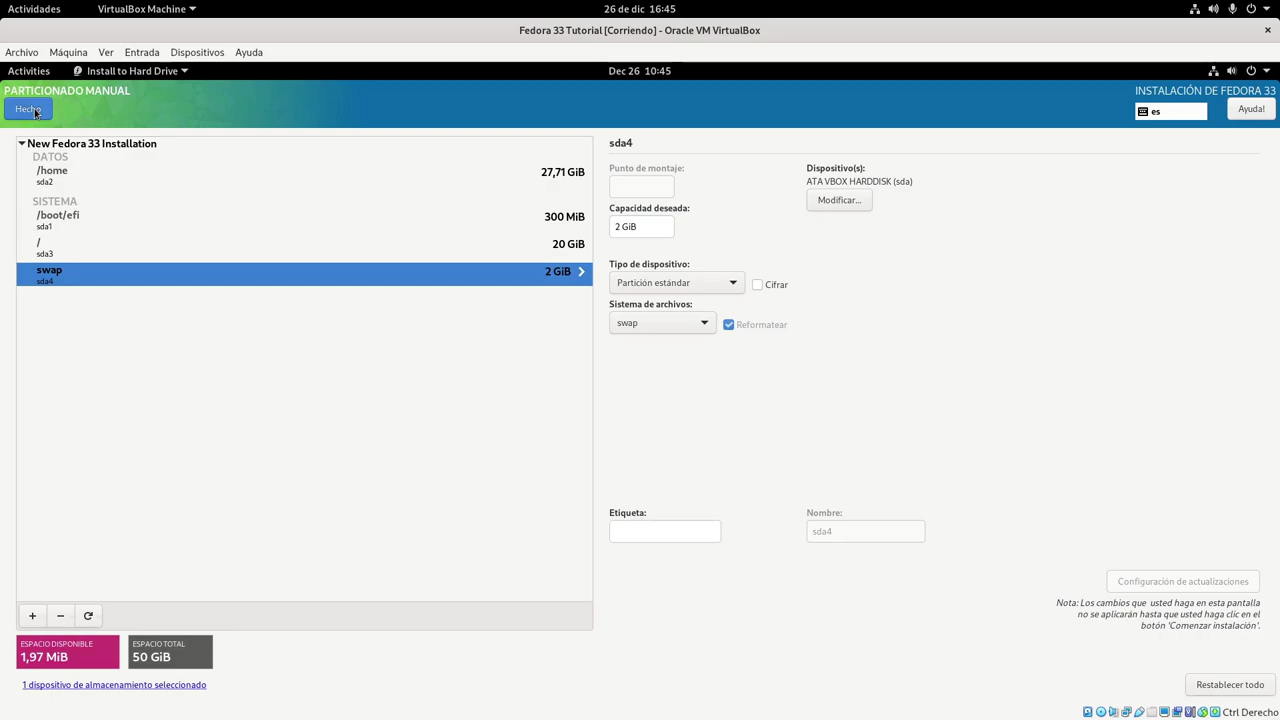 Actividades
VirtualBox Machine
26 de dic 16:45
Fedora 33 Tutorial [Corriendo] - Oracle VM VirtualBox
Archivo Máquina Ver Entrada Dispositivos Ayuda
Activities
Install to Hard Drive
Dec 26 10:45
PARTICIONADO MANUAL
INSTALACIÓN DE FEDORA 33
Hecho
es
Ayuda!
New Fedora 33 Installation
DATOS
/home
27,71 GiB
sda2
SISTEMA
/boot/efi
300 MiB
sda1
/
20 GiB
sda3
swap
2 GiB
sda4
sda4
Punto de montaje:
Dispositivo(s):
ATA VBOX HARDDISK (sda)
Modificar...
Capacidad deseada:
2 GiB
Tipo de dispositivo:
Partición estándar
Cifrar
Sistema de archivos:
swap
Reformatear
Etiqueta:
Nombre:
sda4
Configuración de actualizaciones
Nota: Los cambios que usted haga en esta pantalla
no se aplicarán hasta que usted haga clic en el
botón 'Comenzar instalación'.
ESPACIO DISPONIBLE
1,97 MiB
ESPACIO TOTAL
50 GiB
1 dispositivo de almacenamiento seleccionado
Restablecer todo
Ctrl Derecho